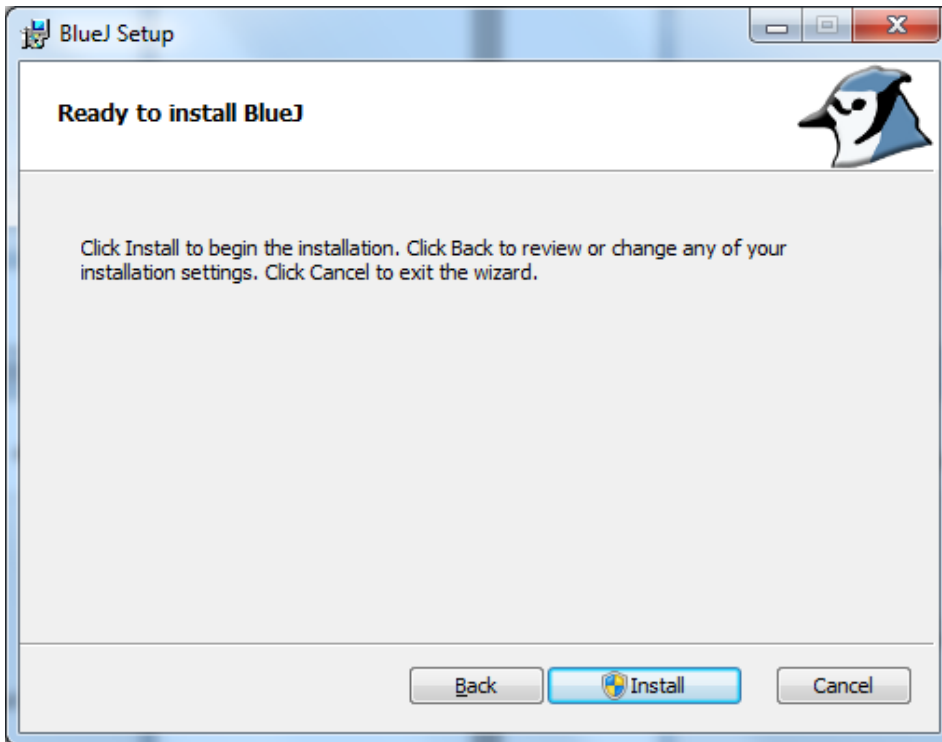 BlueJ Setup
Ready to install BlueJ
Click Install to begin the installation. Click Back to review or change any of your
installation settings. Click Cancel to exit the wizard.
Back Install Cancel